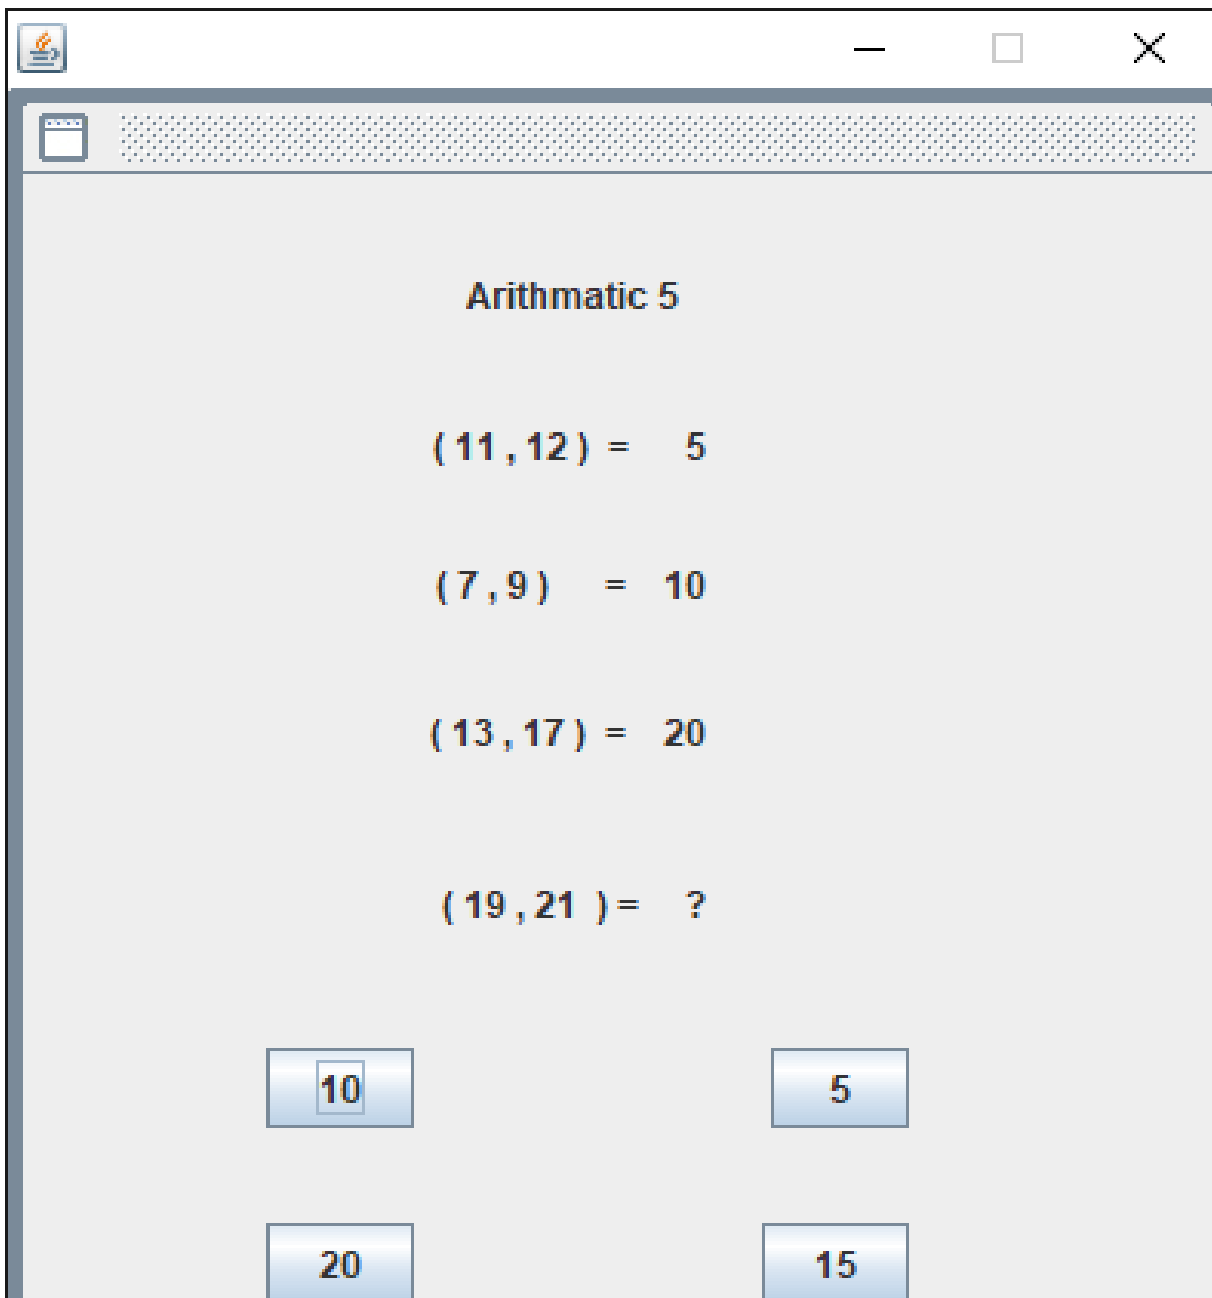 Arithmatic 5
( 11 , 12 ) = 5
( 7 , 9 ) = 10
( 13 , 17 ) = 20
( 19 , 21 ) = ?
10 5
20 15